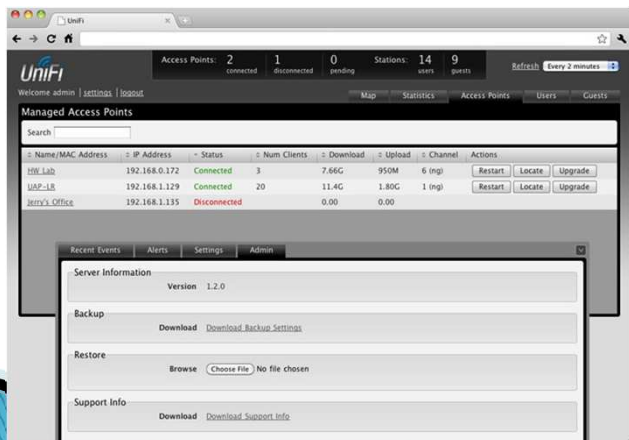 UniFi
Access Points: 2 connected 1 disconnected 0 pending Stations: 14 users 9 guests
Refresh Every 2 minutes
UniFi
Welcome admin | settings | logout
Map Statistics Access Points Users Guests
Managed Access Points
Search
Name/MAC Address IP Address Status Num Clients Download Upload Channel Actions
HW Lab 192.168.0.172 Connected 3 7.66G 950M 6 (ng) Restart Locate Upgrade
UAP-LR 192.168.1.129 Connected 20 11.4G 1.80G 1 (ng) Restart Locate Upgrade
Jerry's Office 192.168.1.135 Disconnected 0.00 0.00
Recent Events Alerts Settings Admin
Server Information
Version 1.2.0
Backup
Download Download Backup Settings
Restore
Browse Choose File No file chosen
Support Info
Download Download Support Info